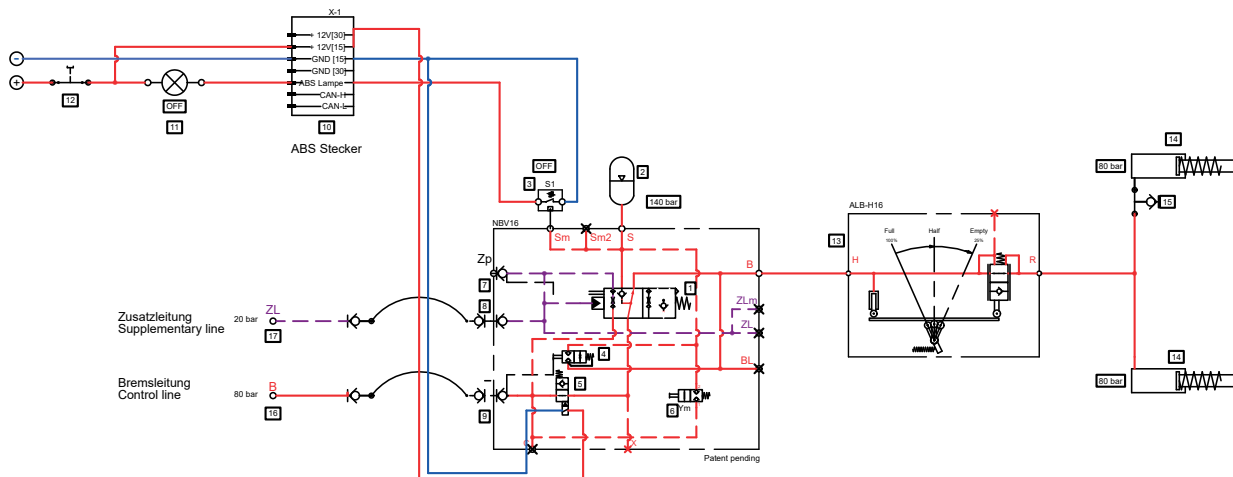 X-1
+ 12V[30]
+ 12V[15]
GND [15]
GND [30]
ABS Lampe
CAN-H
CAN-L
-
+
12
OFF
11
10
ABS Stecker
OFF
3
S1
2
140 bar
NBV16
Sm
Sm2
S
Zp
7
8
1
B
ZLm
ZL
BL
4
5
6
Ym
9
C
X
Patent pending
Zusatzleitung
Supplementary line
20 bar
ZL
17
Bremsleitung
Control line
80 bar
B
16
ALB-H16
13
Full
100%
Half
Empty
25%
H
R
14
80 bar
15
14
80 bar